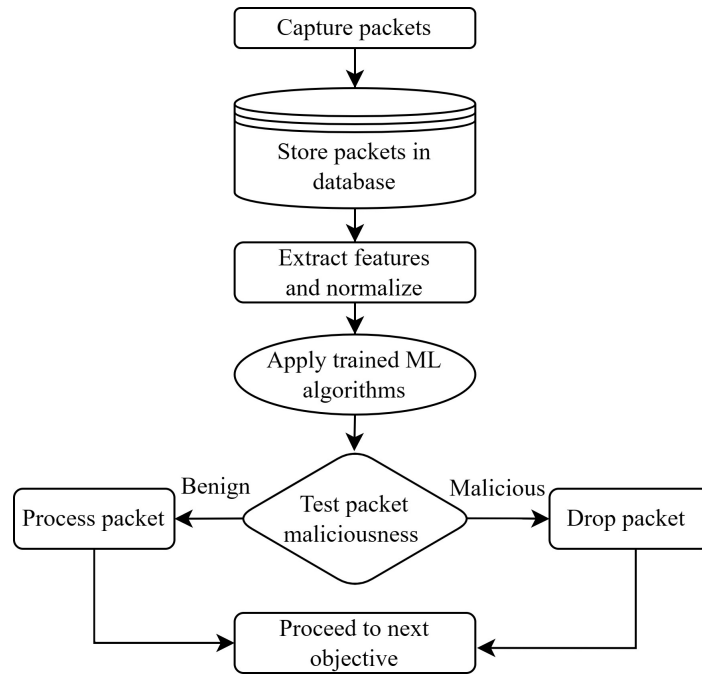 Capture packets
Store packets in
database
Extract features
and normalize
Apply trained ML
algorithms
Benign
Malicious
Process packet
Test packet
maliciousness
Drop packet
Proceed to next
objective